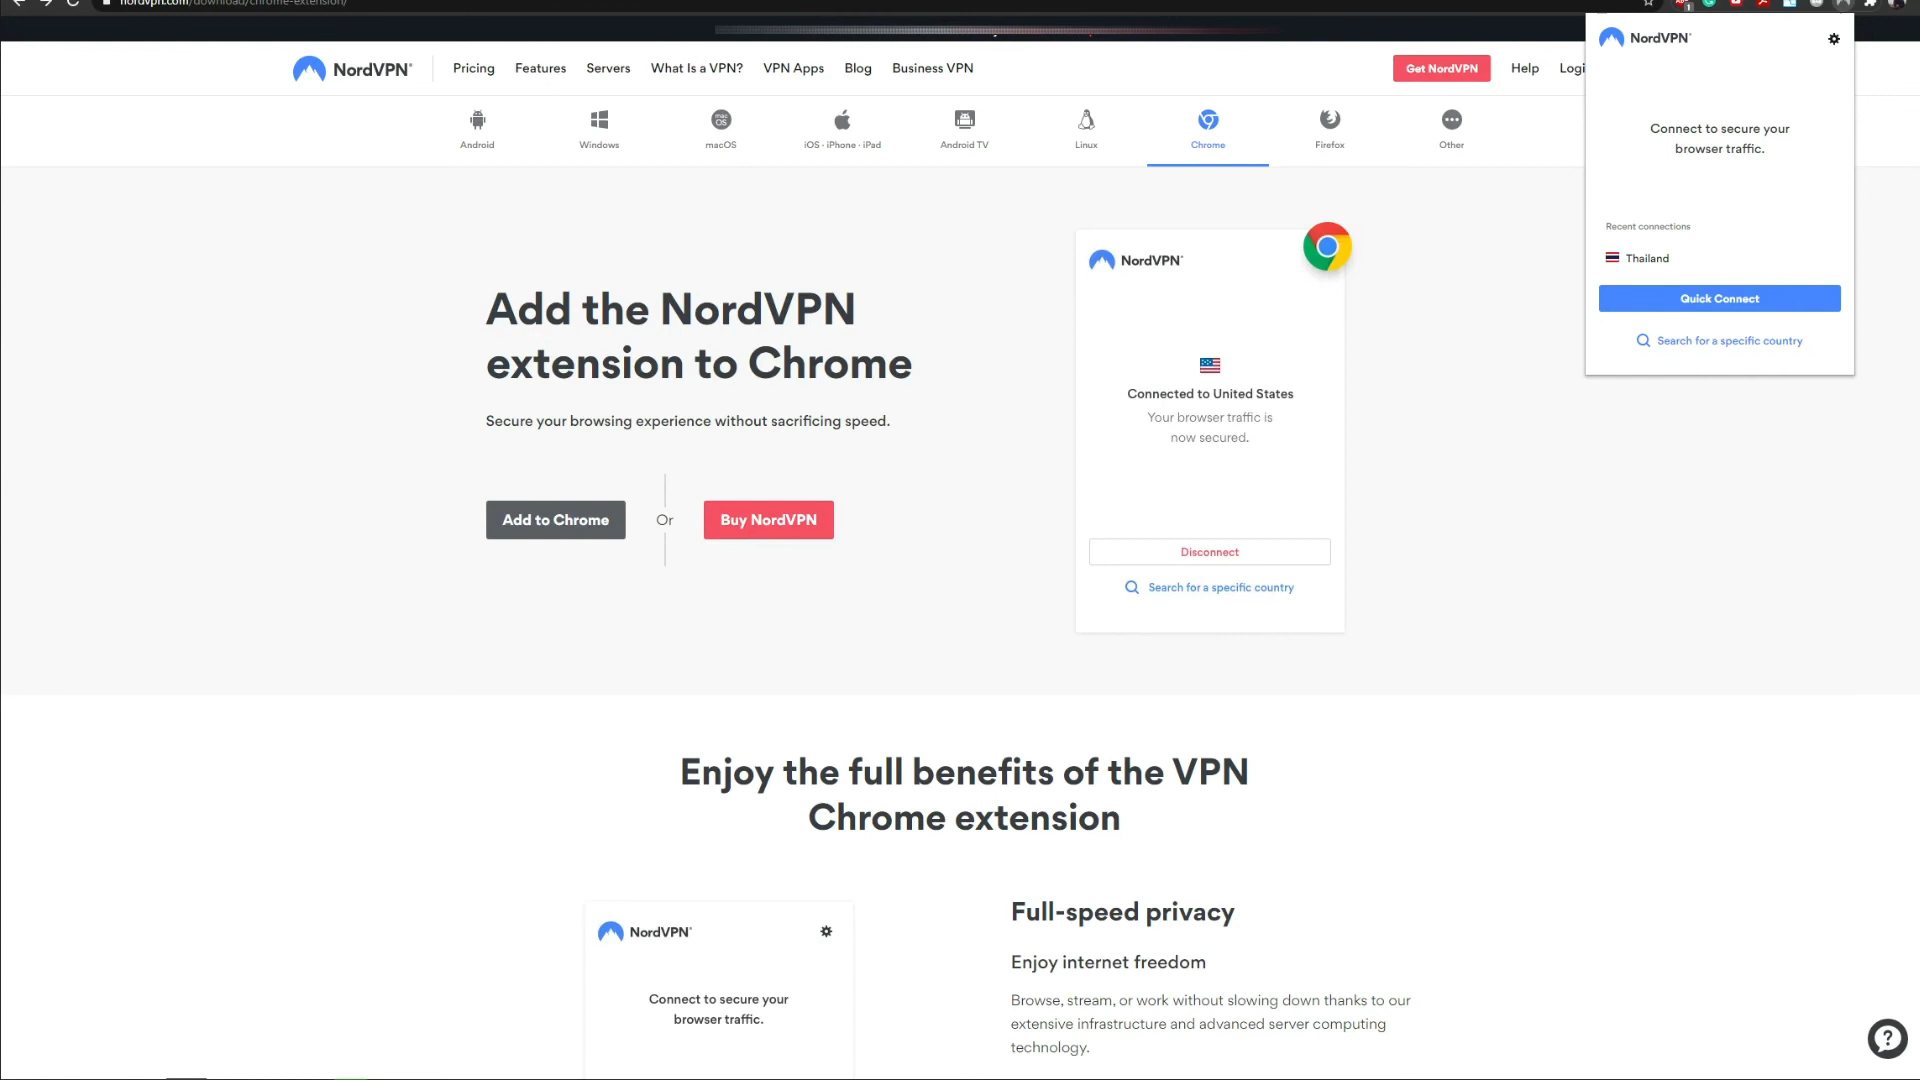 nordvpn.com/download/chrome-extension/
NordVPN®
Pricing
Features
Servers
What Is a VPN?
VPN Apps
Blog
Business VPN
Get NordVPN
Help
Logi
Android
Windows
mac
OS
macOS
iOS · iPhone · iPad
Android TV
Linux
Chrome
Firefox
Other
NordVPN®
Connect to secure your
browser traffic.
Recent connections
Thailand
Quick Connect
Search for a specific country
Add the NordVPN
extension to Chrome
Secure your browsing experience without sacrificing speed.
Add to Chrome
Or
Buy NordVPN
NordVPN®
Connected to United States
Your browser traffic is
now secured.
Disconnect
Search for a specific country
Enjoy the full benefits of the VPN
Chrome extension
NordVPN®
Connect to secure your
browser traffic.
Full-speed privacy
Enjoy internet freedom
Browse, stream, or work without slowing down thanks to our
extensive infrastructure and advanced server computing
technology.
?